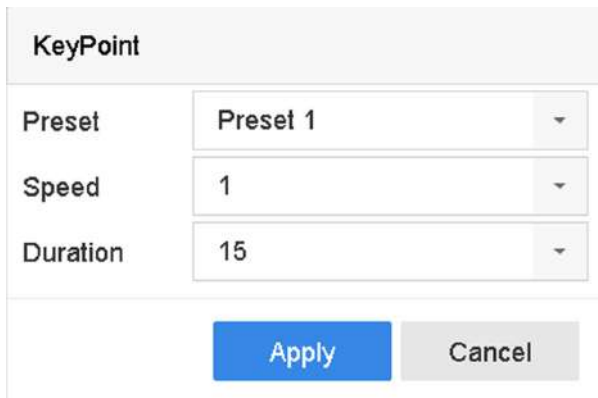 KeyPoint
Preset Preset 1
Speed 1
Duration 15
Apply Cancel